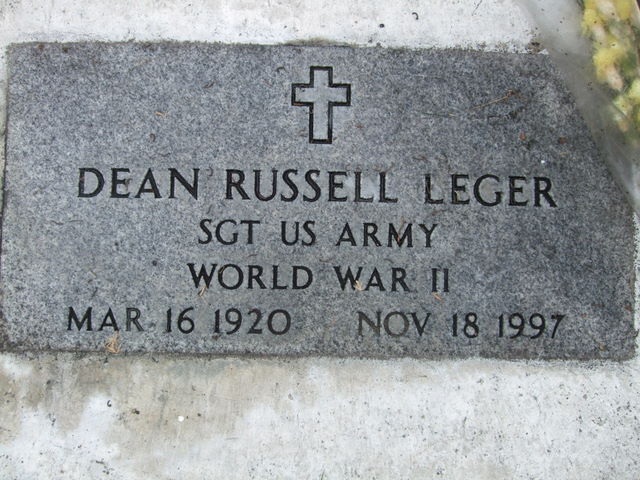 DEAN RUSSELL LEGER
SGT US ARMY
WORLD WAR II
MAR 16 1920 NOV 18 1997